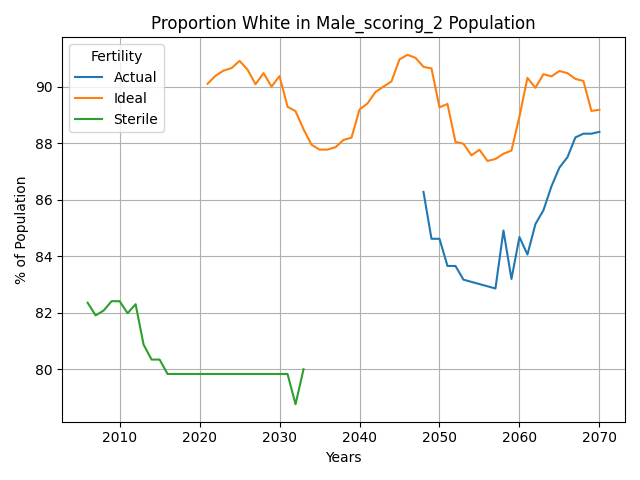 Proportion White in Male_scoring_2 Population
Fertility
Actual
Ideal
Sterile
% of Population
90
88
86
84
82
80
2010 2020 2030 2040 2050 2060 2070
Years